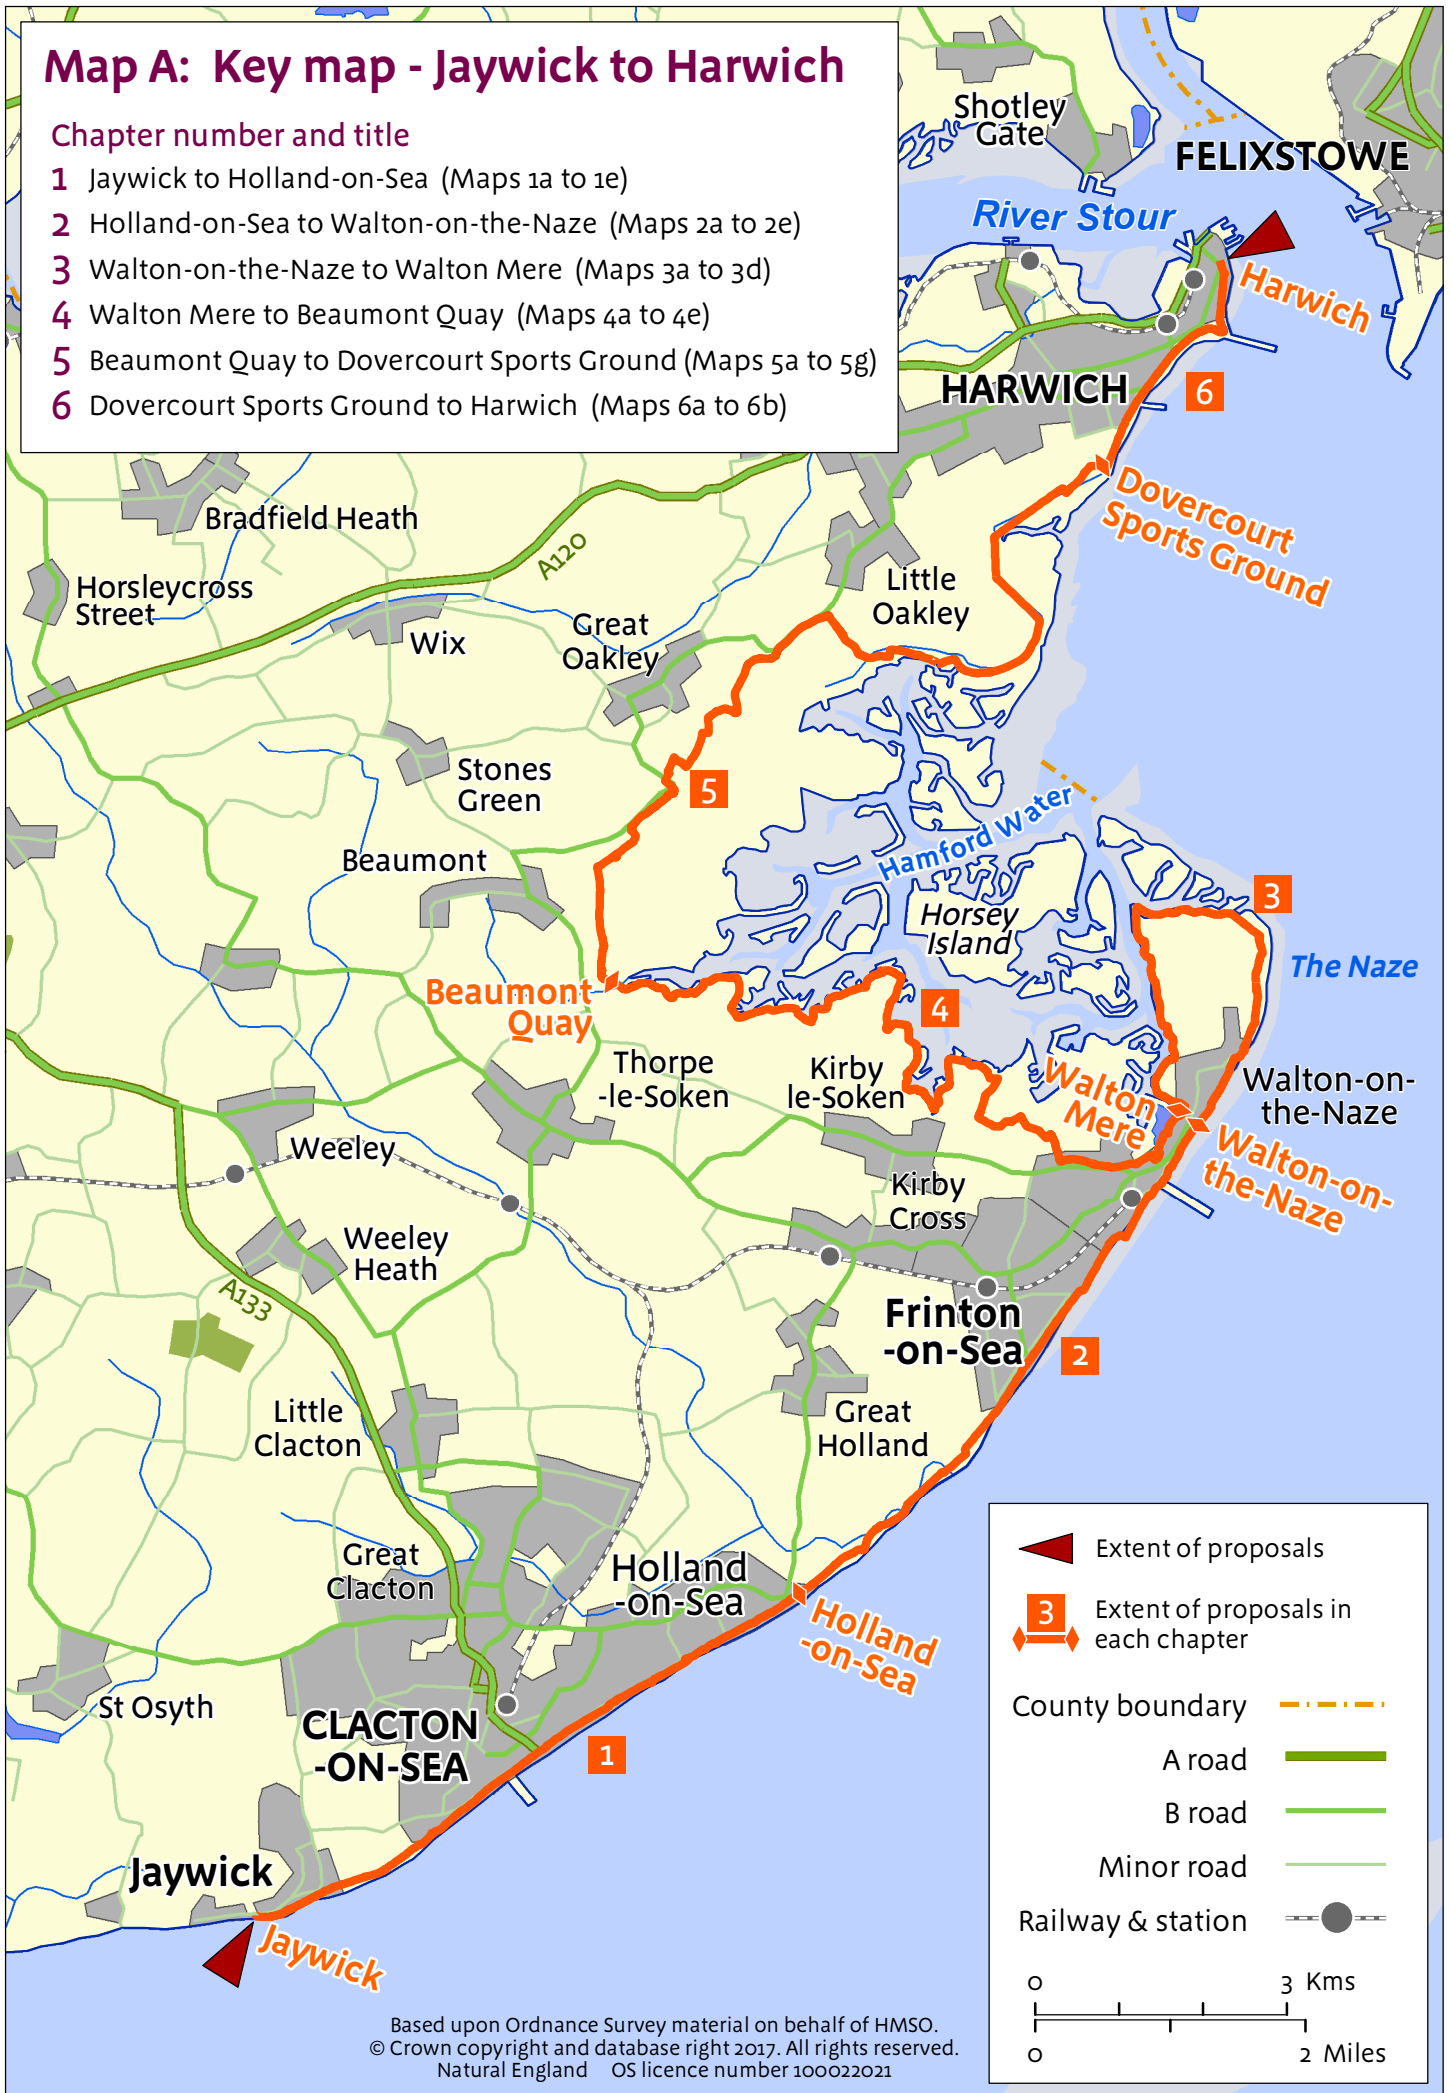 Map A: Key map - Jaywick to Harwich
Chapter number and title
1 Jaywick to Holland-on-Sea (Maps 1a to 1e)
2 Holland-on-Sea to Walton-on-the-Naze (Maps 2a to 2e)
3 Walton-on-the-Naze to Walton Mere (Maps 3a to 3d)
4 Walton Mere to Beaumont Quay (Maps 4a to 4e)
5 Beaumont Quay to Dovercourt Sports Ground (Maps 5a to 5g)
6 Dovercourt Sports Ground to Harwich (Maps 6a to 6b)
Shotley
Gate
FELIXSTOWE
River Stour
Harwich
HARWICH
6
Dovercourt
Sports Ground
Bradfield Heath
A120
Horsleycross
Street
Wix
Great
Oakley
Little
Oakley
Stones
Green
5
Hamford Water
Beaumont
Horsey
Island
3
The Naze
Beaumont
Quay
4
Thorpe
-le-Soken
Kirby
le-Soken
Walton
Mere
Walton-on-
the-Naze
Walton-on-
the-Naze
Weeley
Kirby
Cross
Weeley
Heath
A133
Frinton
-on-Sea
2
Little
Clacton
Great
Holland
Great
Clacton
Holland
-on-Sea
Holland
-on-Sea
St Osyth
CLACTON
-ON-SEA
1
Jaywick
Jaywick
Extent of proposals
3
Extent of proposals in
each chapter
County boundary
A road
B road
Minor road
Railway & station
0 3 Kms
0 2 Miles
Based upon Ordnance Survey material on behalf of HMSO.
© Crown copyright and database right 2017. All rights reserved.
Natural England OS licence number 100022021